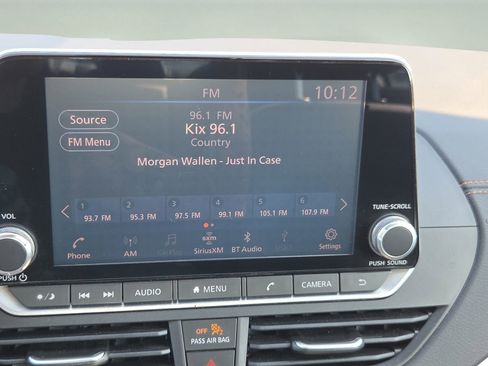 FM
10:12
Source
96.1 FM
Kix 96.1
FM Menu
Country
Morgan Wallen - Just In Case
1 2 3 4 5 6
93.7 FM 95.3 FM 97.5 FM 99.1 FM 105.1 FM 107.9 FM
VOL
TUNE•SCROLL
Phone AM SiriusXM BT Audio Settings
sxm
PUSH
PUSH SOUND
AUDIO MENU CAMERA
OFF
PASS AIR BAG